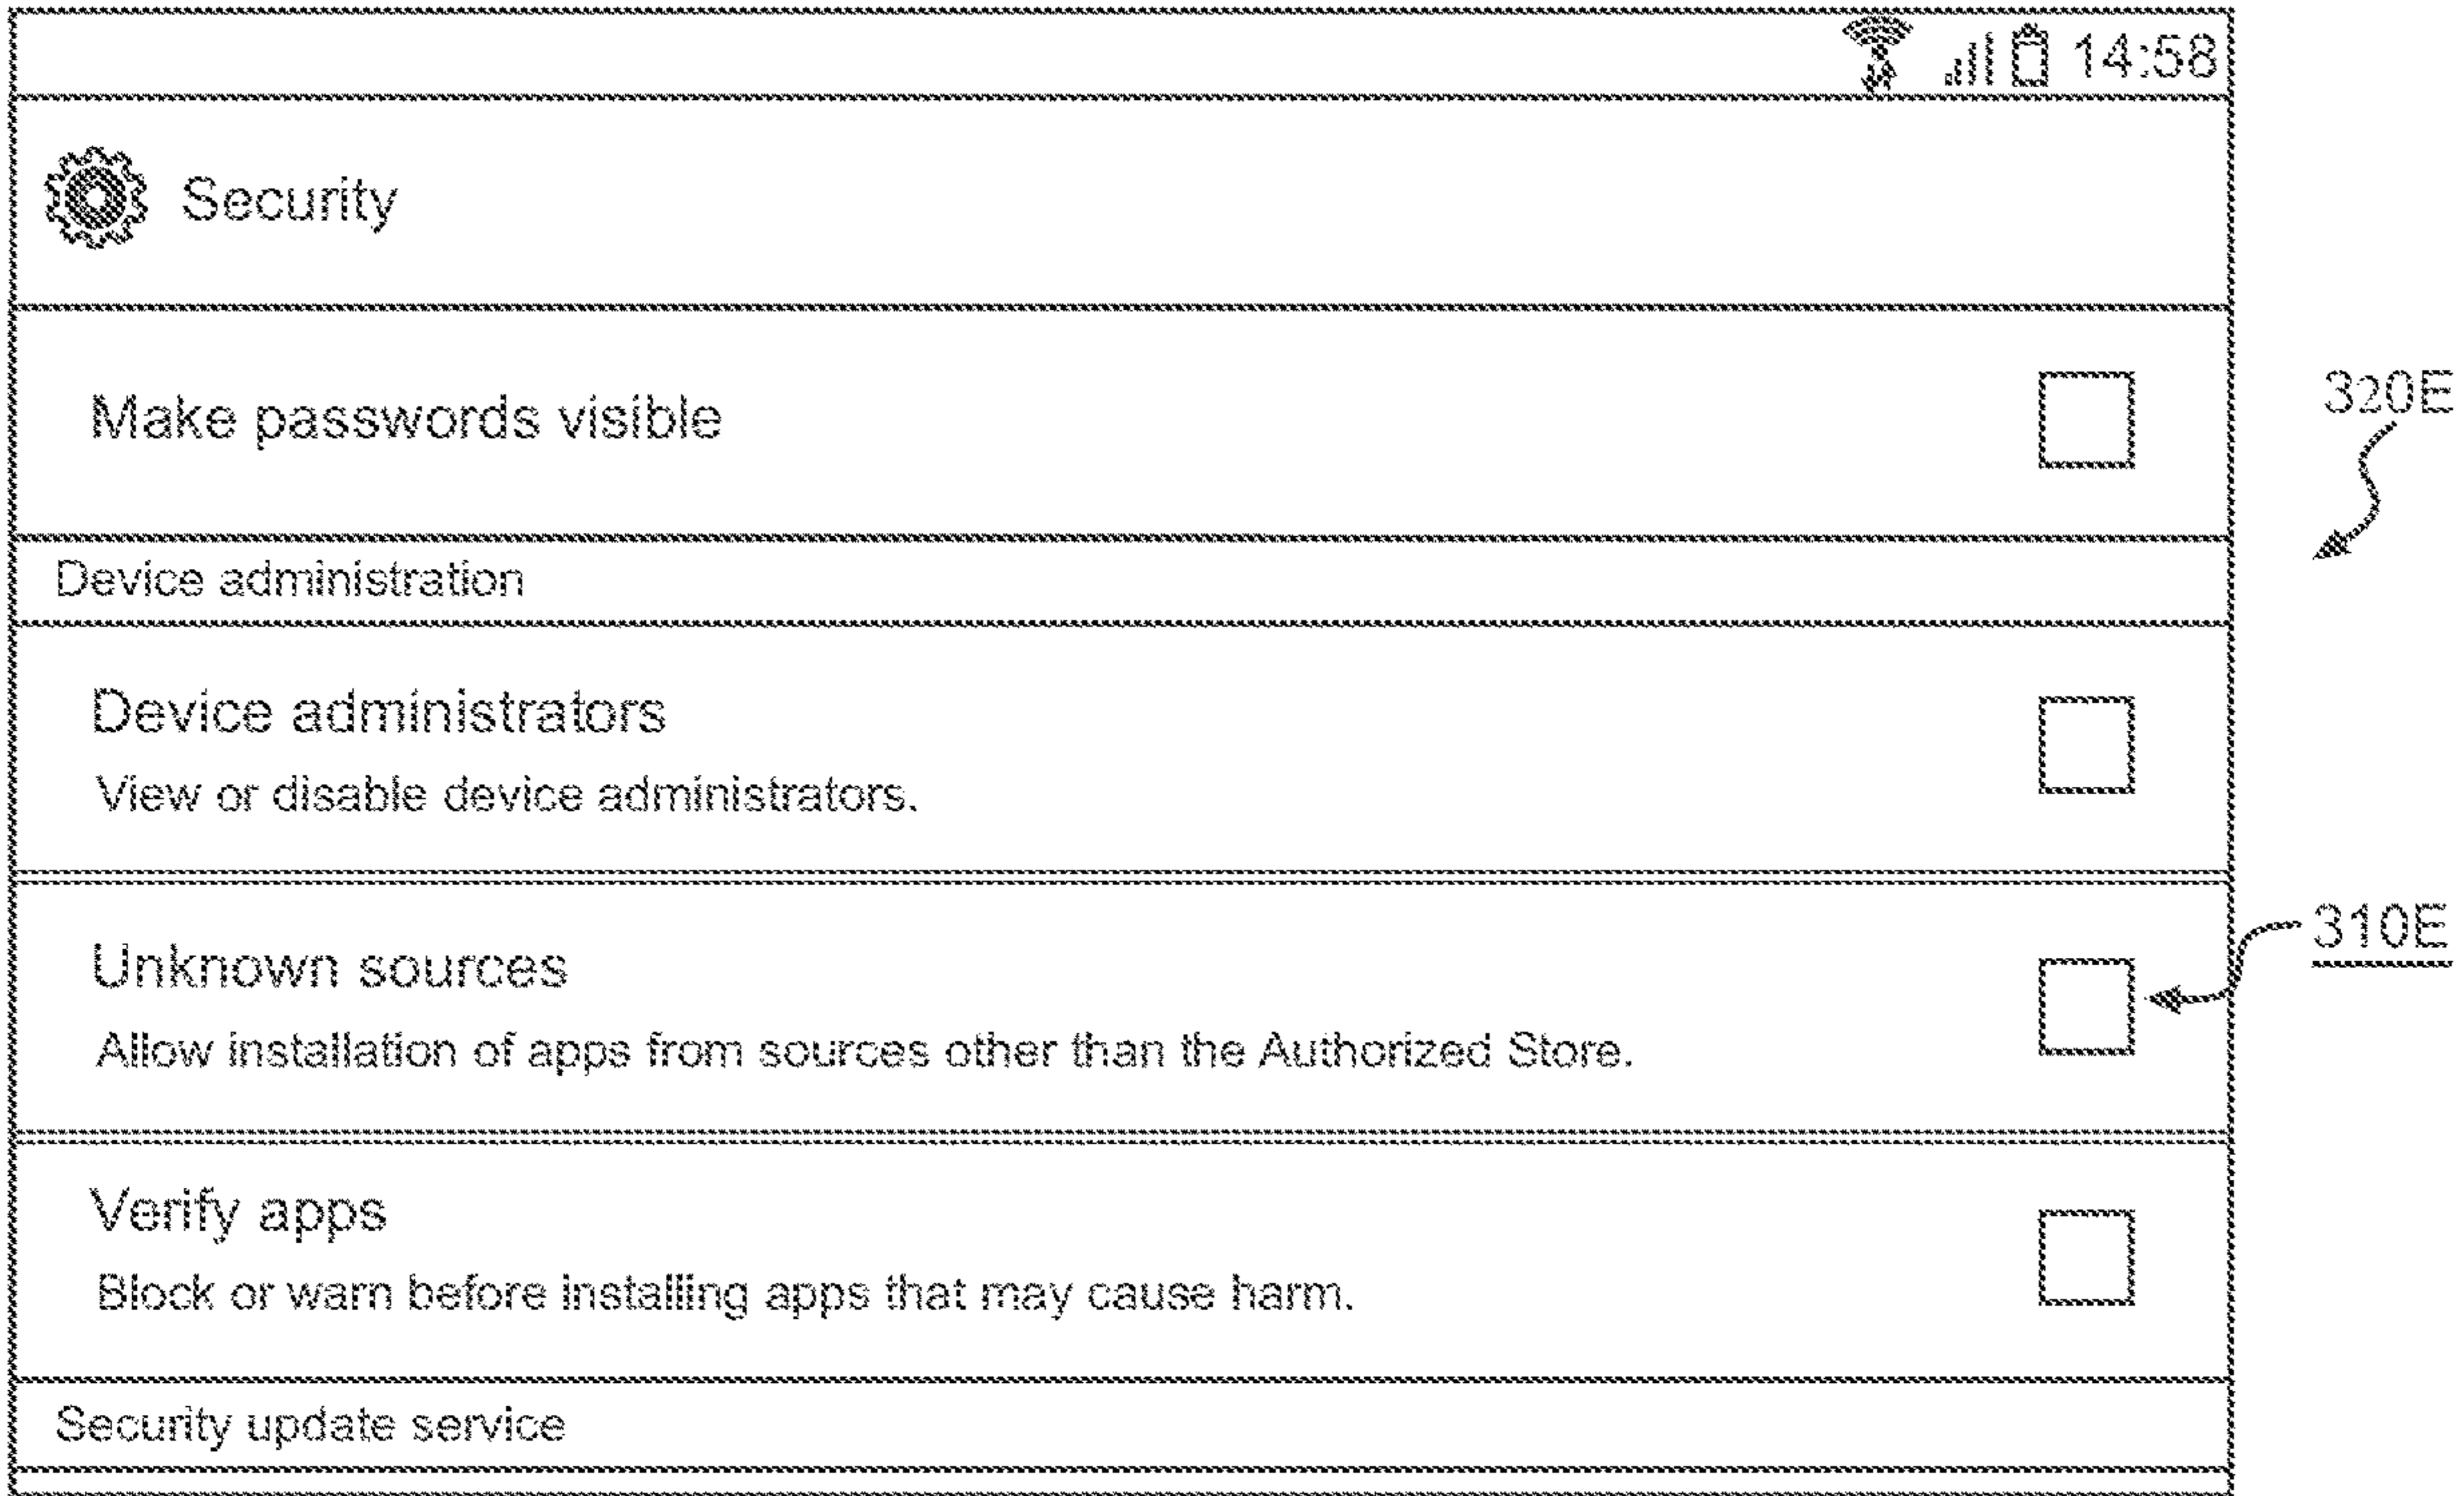 14:58
Security
Make passwords visible
320E
Device administration
Device administrators
View or disable device administrators.
310E
Unknown sources
Allow installation of apps from sources other than the Authorized Store.
Verify apps
Block or warn before installing apps that may cause harm.
Security update service